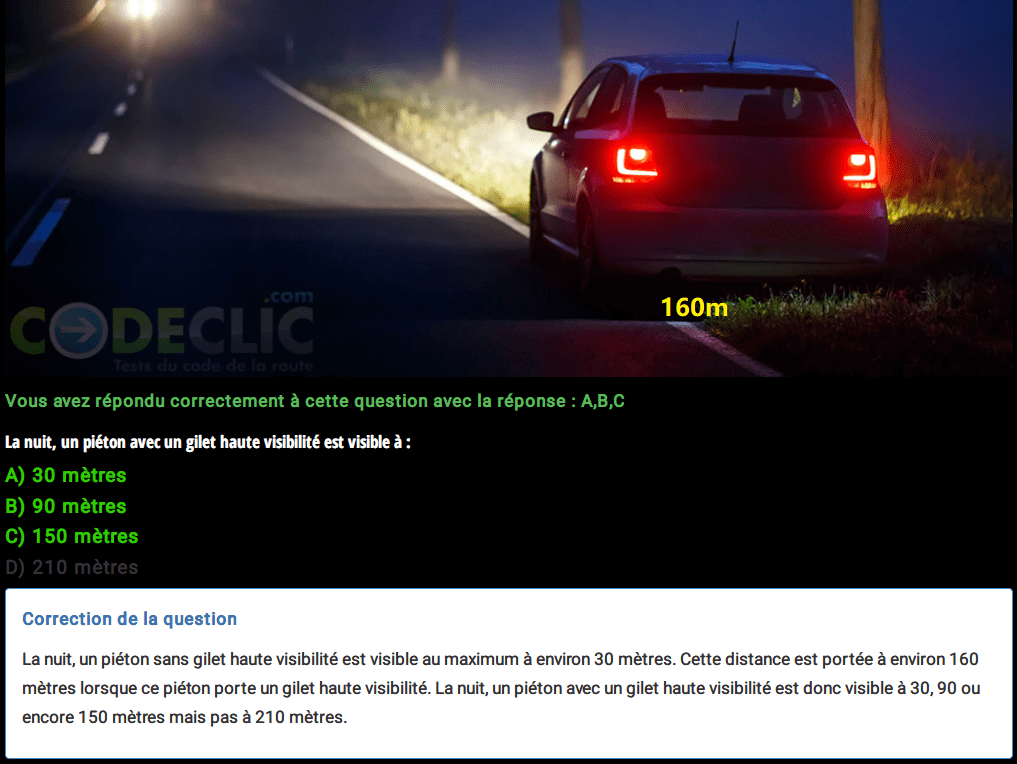 CODECLIC.com
Tests du code de la route
160m
Vous avez répondu correctement à cette question avec la réponse : A,B,C
La nuit, un piéton avec un gilet haute visibilité est visible à :
A) 30 mètres
B) 90 mètres
C) 150 mètres
D) 210 mètres
Correction de la question
La nuit, un piéton sans gilet haute visibilité est visible au maximum à environ 30 mètres. Cette distance est portée à environ 160
mètres lorsque ce piéton porte un gilet haute visibilité. La nuit, un piéton avec un gilet haute visibilité est donc visible à 30, 90 ou
encore 150 mètres mais pas à 210 mètres.